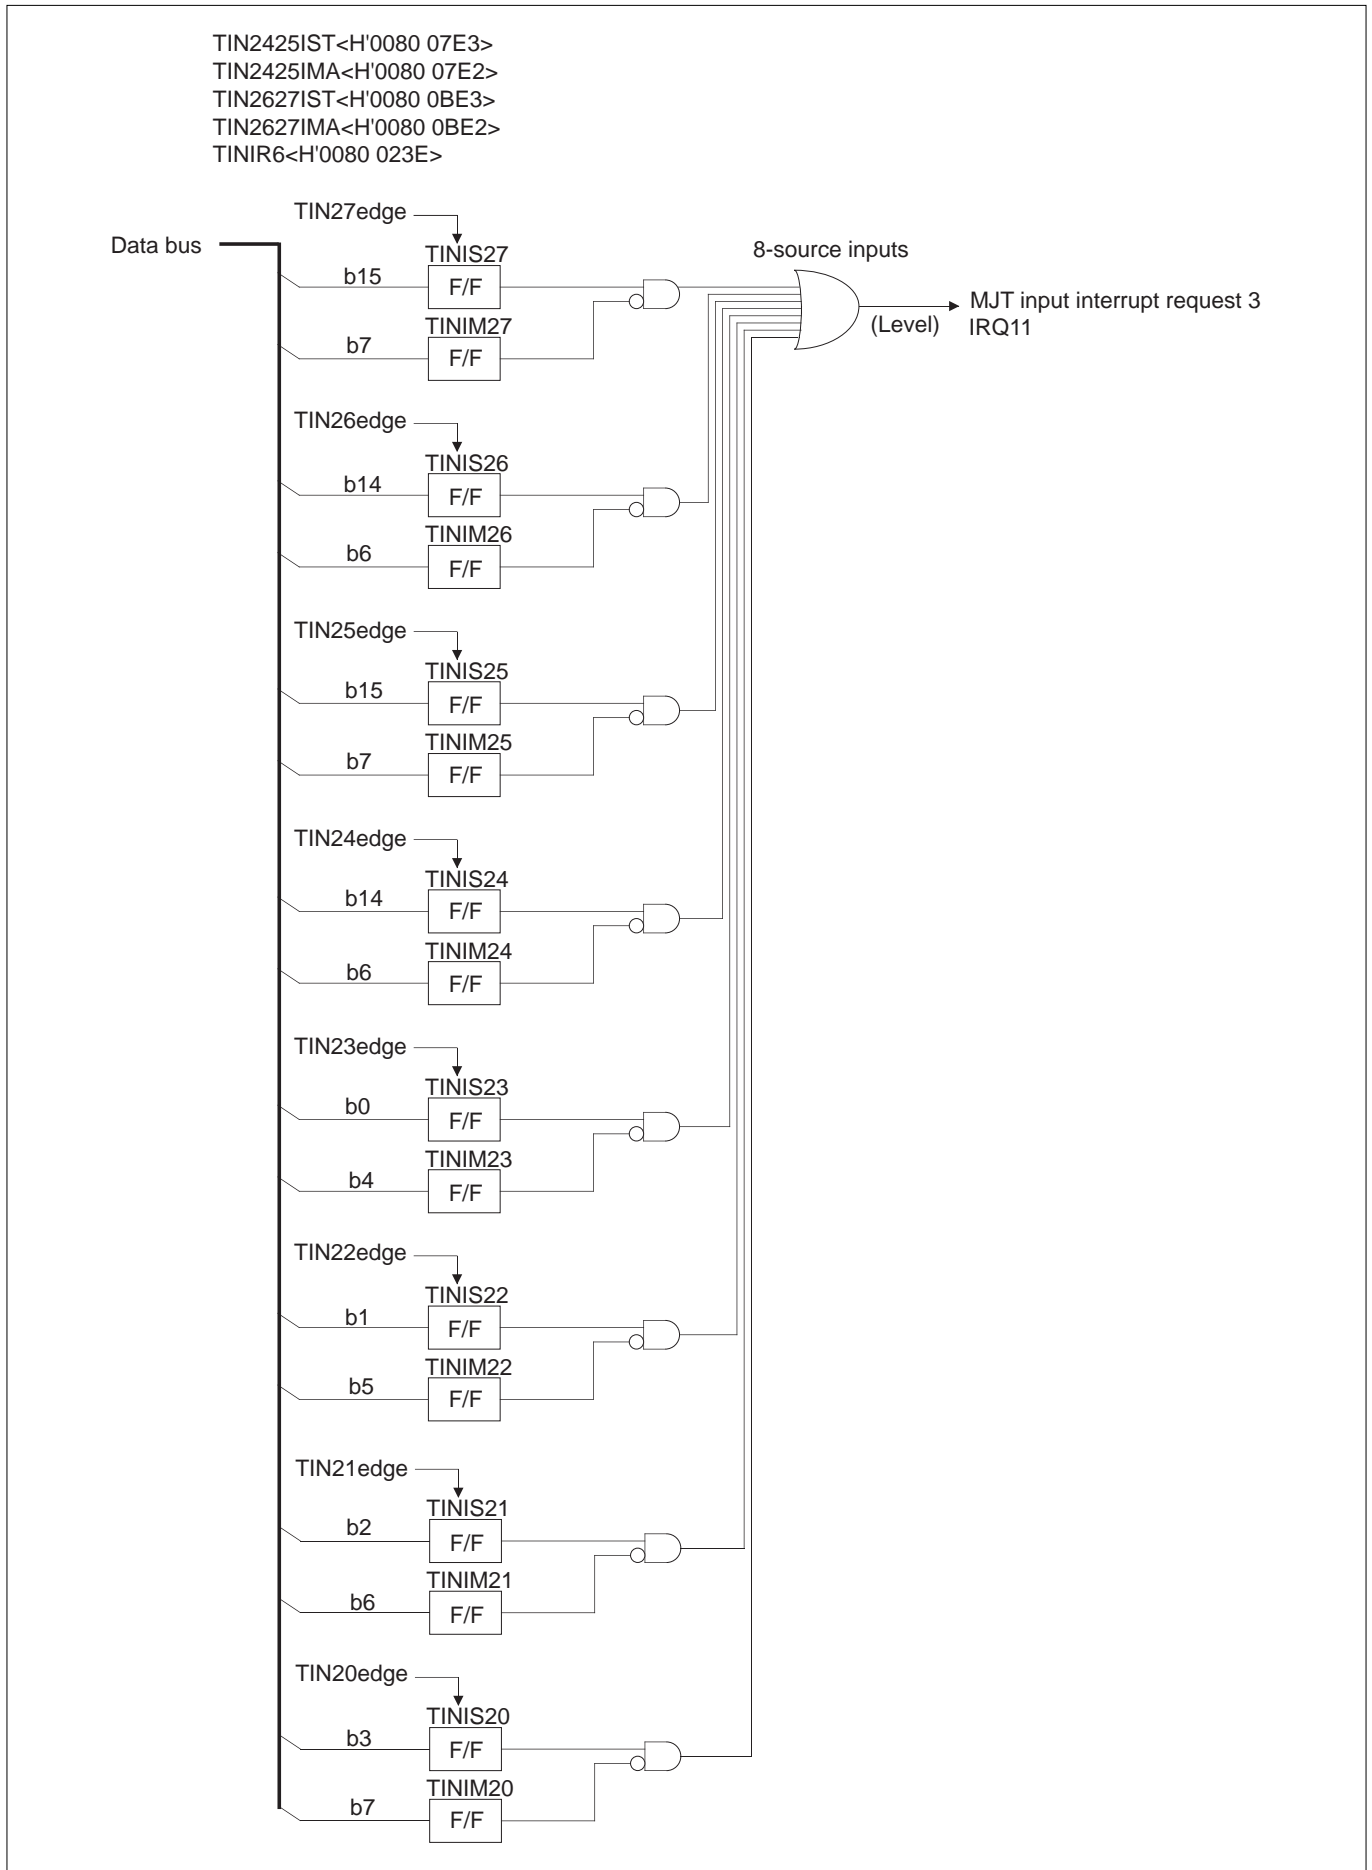 TIN2425IST<H'0080 07E3>
TIN2425IMA<H'0080 07E2>
TIN2627IST<H'0080 0BE3>
TIN2627IMA<H'0080 0BE2>
TINIR6<H'0080 023E>
TIN27edge
Data bus
TINIS27
8-source inputs
b15
F/F
MJT input interrupt request 3
(Level)
IRQ11
TINIM27
b7
F/F
TIN26edge
TINIS26
b14
F/F
TINIM26
b6
F/F
TIN25edge
TINIS25
b15
F/F
TINIM25
b7
F/F
TIN24edge
TINIS24
b14
F/F
TINIM24
b6
F/F
TIN23edge
TINIS23
b0
F/F
TINIM23
b4
F/F
TIN22edge
TINIS22
b1
F/F
TINIM22
b5
F/F
TIN21edge
TINIS21
b2
F/F
TINIM21
b6
F/F
TIN20edge
TINIS20
b3
F/F
TINIM20
b7
F/F